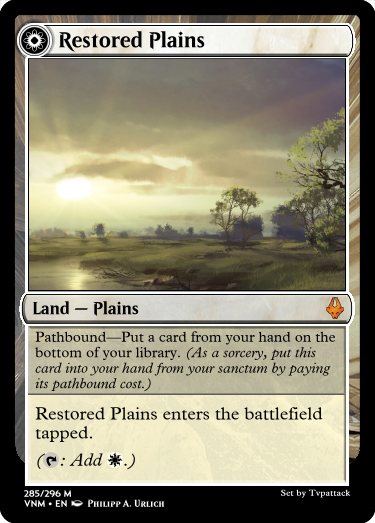 Restored Plains
Land — Plains
Pathbound—Put a card from your hand on the
bottom of your library. (As a sorcery, put this
card into your hand from your sanctum by paying
its pathbound cost.)
Restored Plains enters the battlefield
tapped.
(: Add .)
285/296 M
VNM • EN Philipp A. Urlich
Set by Tvpattack